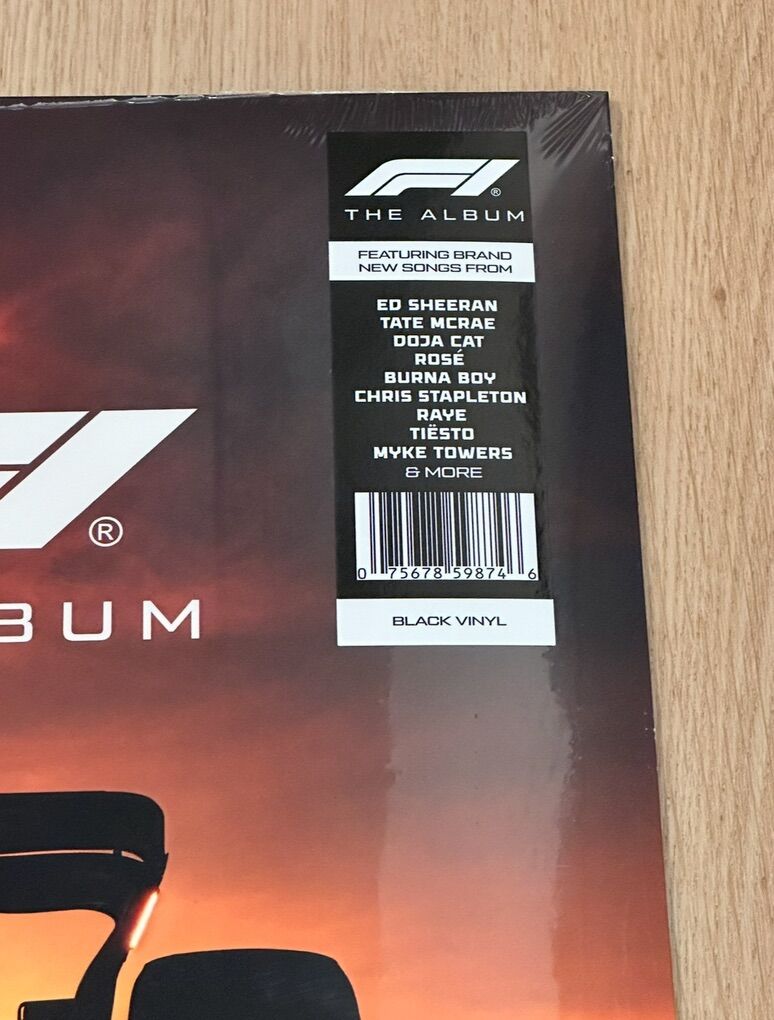 F1®
THE ALBUM
FEATURING BRAND
NEW SONGS FROM
ED SHEERAN
TATE MCRAE
DOJA CAT
ROSÉ
BURNA BOY
CHRIS STAPLETON
RAYE
TIËSTO
MYKE TOWERS
& MORE
0 75678 59874 6
BLACK VINYL
®
BUM